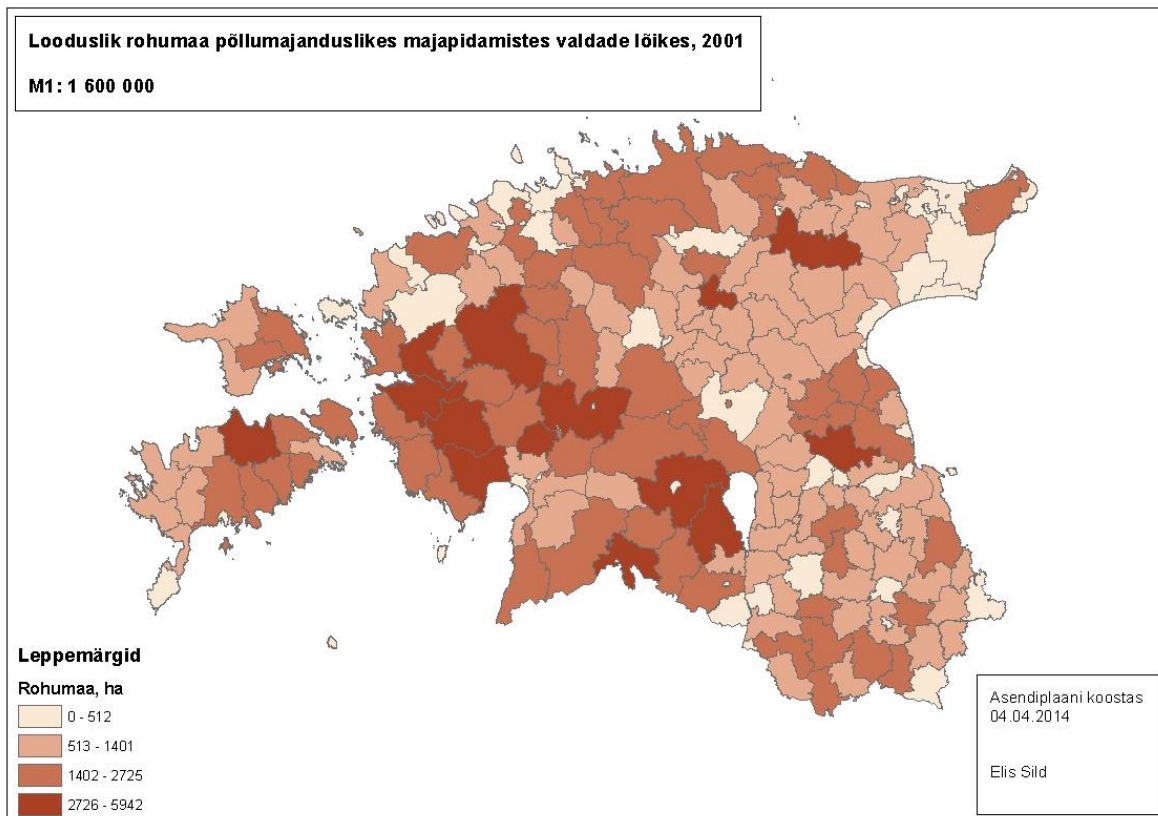 Looduslik rohumaa põllumajanduslikes majapidamistes valdade lõikes, 2001
M1: 1 600 000
Leppemärgid
Rohumaa, ha
0 - 512
513 - 1401
1402 - 2725
2726 - 5942
Asendiplaani koostas
04.04.2014
Elis Sild